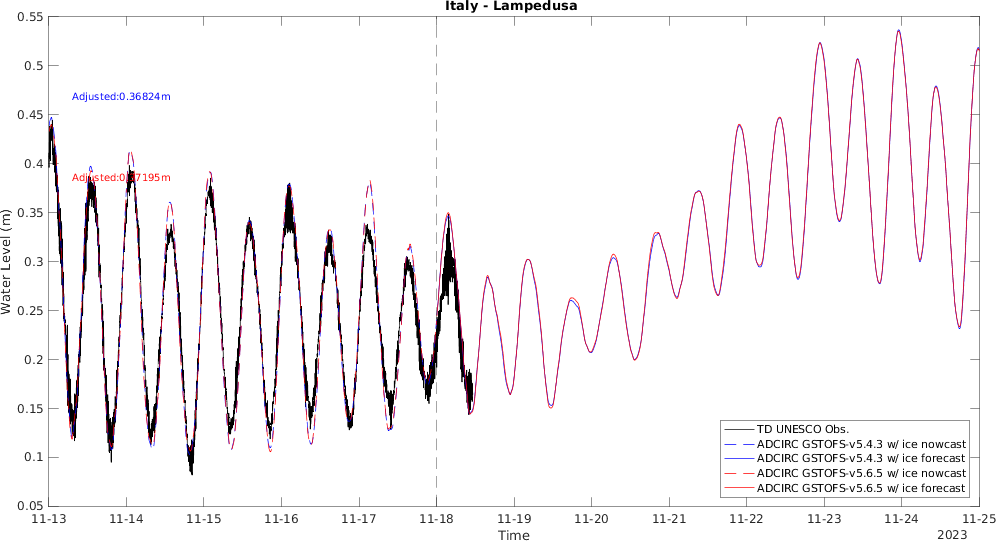 Italy - Lampedusa
Water Level (m)
0.55
0.5
0.45
0.4
0.35
0.3
0.25
0.2
0.15
0.1
0.05
Adjusted:0.36824m
Adjusted:0.37195m
TD UNESCO Obs.
ADCIRC GSTOFS-v5.4.3 w/ ice nowcast
ADCIRC GSTOFS-v5.4.3 w/ ice forecast
ADCIRC GSTOFS-v5.6.5 w/ ice nowcast
ADCIRC GSTOFS-v5.6.5 w/ ice forecast
11-13 11-14 11-15 11-16 11-17 11-18 11-19 11-20 11-21 11-22 11-23 11-24 11-25
Time
2023